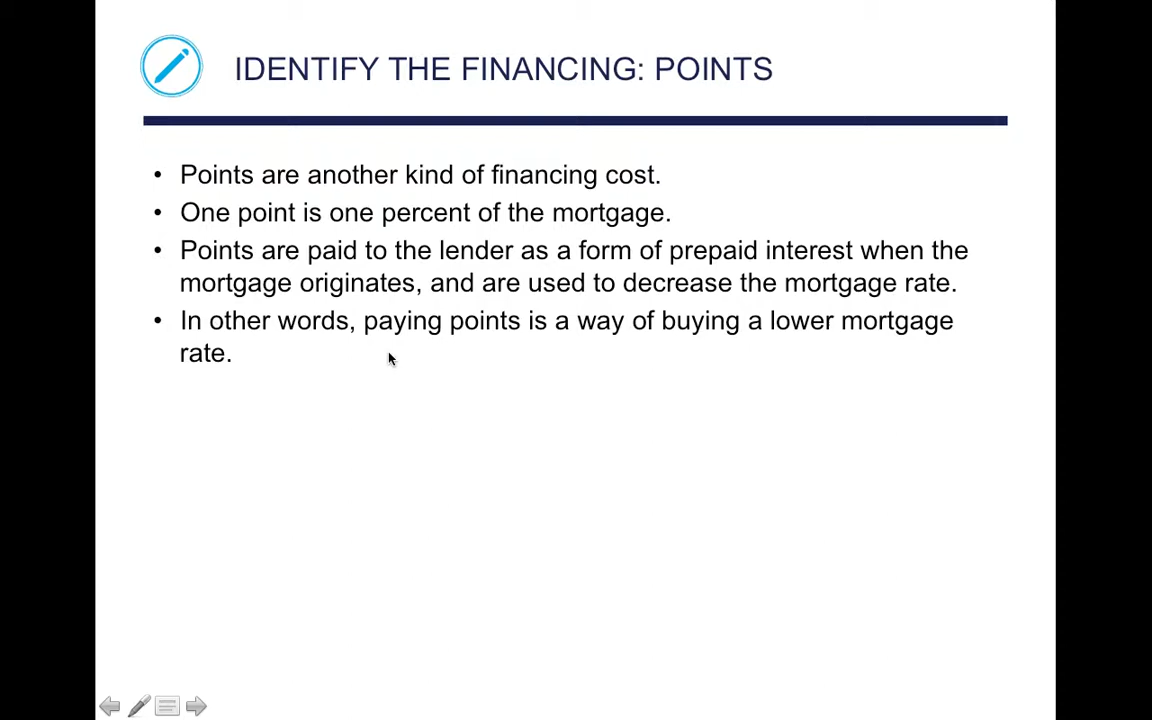 IDENTIFY THE FINANCING: POINTS
• Points are another kind of financing cost.
• One point is one percent of the mortgage.
• Points are paid to the lender as a form of prepaid interest when the
mortgage originates, and are used to decrease the mortgage rate.
• In other words, paying points is a way of buying a lower mortgage
rate.